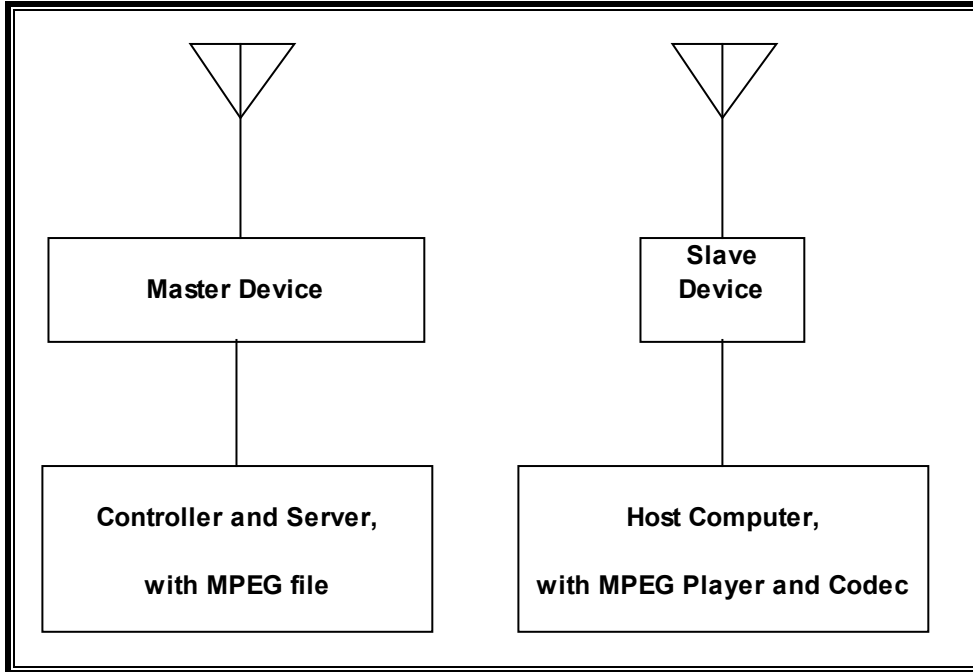 Master Device
Slave
Device
Controller and Server,
with MPEG file
Host Computer,
with MPEG Player and Codec